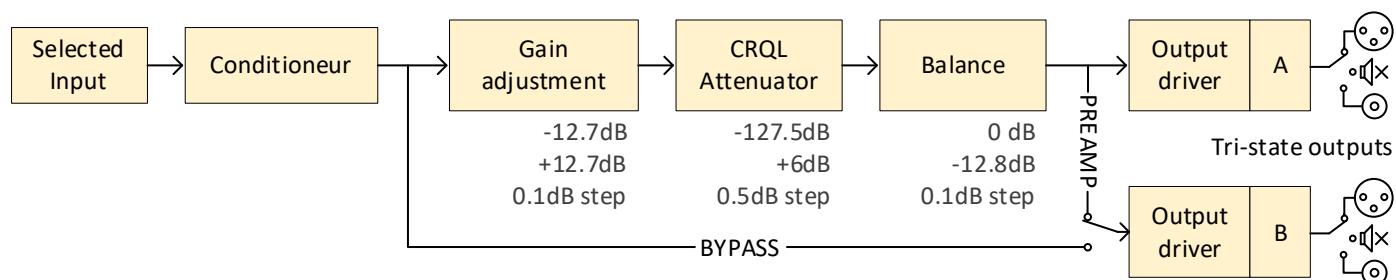 Selected
Input
Conditioneur
Gain
adjustment
CRQL
Attenuator
Balance
Output
driver
A
-12.7dB
+12.7dB
0.1dB step
-127.5dB
+6dB
0.5dB step
0 dB
-12.8dB
0.1dB step
PREAMP
Tri-state outputs
BYPASS
Output
driver
B